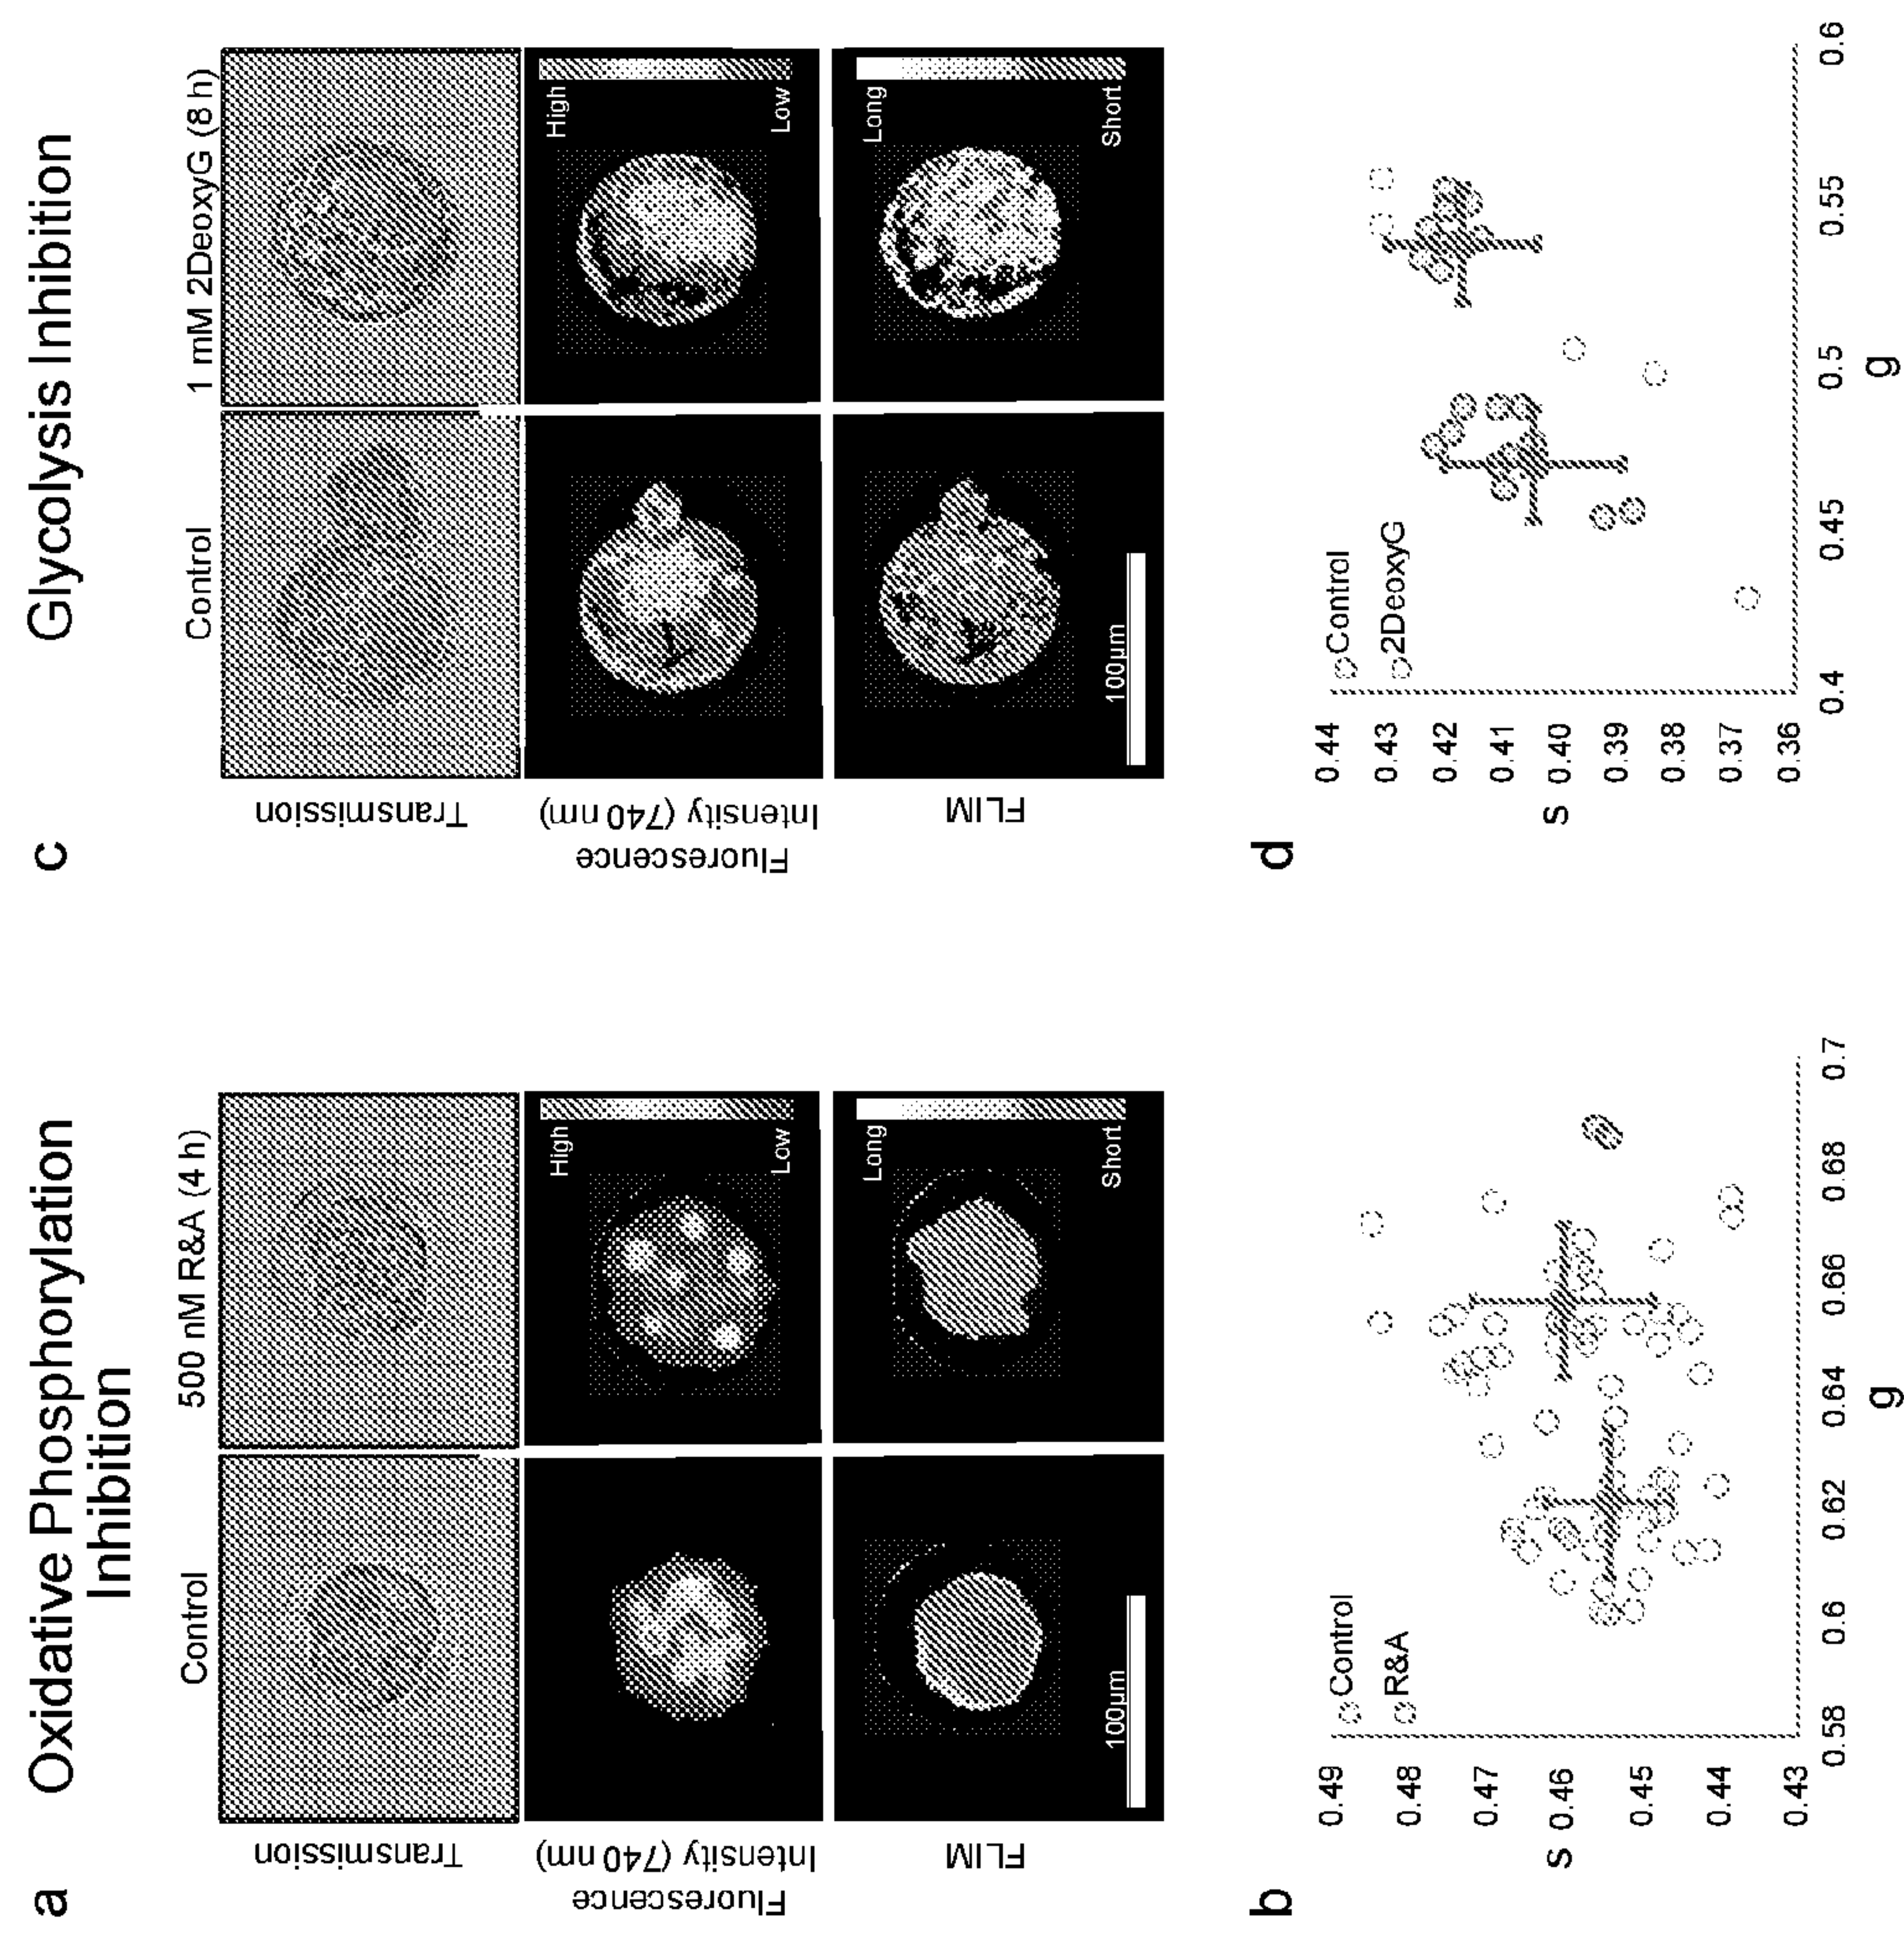 a
Oxidative Phosphorylation
Inhibition
Control
500 nM R&A (4 h)
Transmission
Fluorescence
Intensity (740 nm)
High
Low
FLIM
Long
Short
100µm
b
Control
R&A
s
0.49
0.48
0.47
0.46
0.45
0.44
0.43
0.58
0.6
0.62
0.64
0.66
0.68
0.7
g
c
Glycolysis Inhibition
Control
1 mM 2DeoxyG (8 h)
Transmission
Fluorescence
Intensity (740 nm)
High
Low
FLIM
Long
Short
100µm
d
Control
2DeoxyG
s
0.44
0.43
0.42
0.41
0.40
0.39
0.38
0.37
0.36
0.4
0.45
0.5
0.55
0.6
g